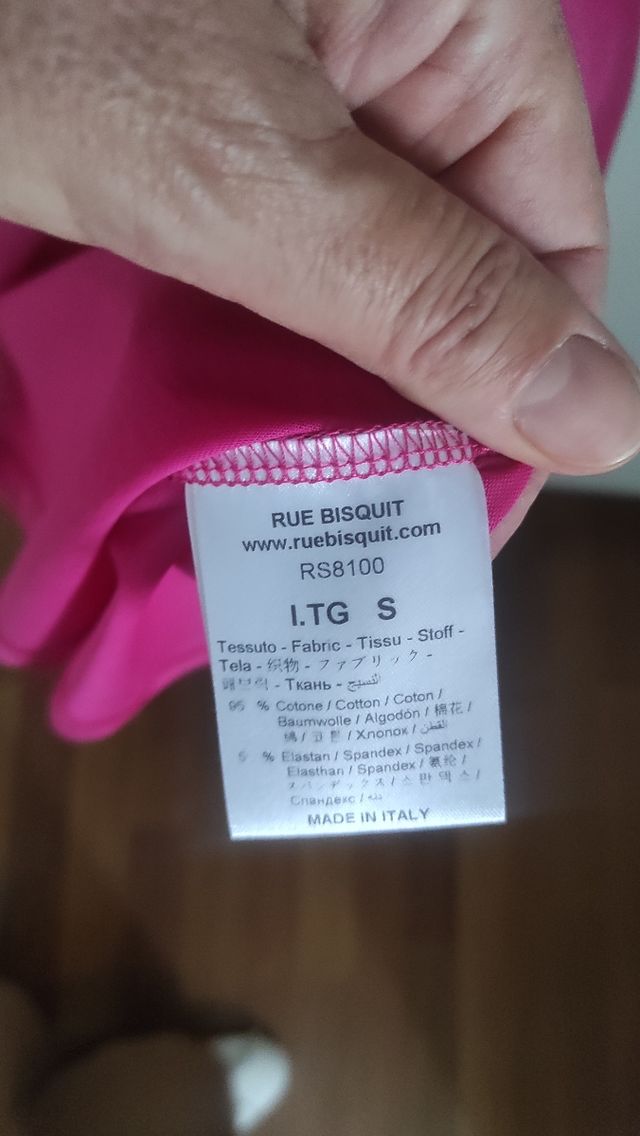 RUE BISQUIT
www.ruebisquit.com
RS8100
I.TG S
Tessuto - Fabric - Tissu - Stoff -
Tela - 织物 - ファブリック -
패브릭 - Ткань - النسيج
95 % Cotone / Cotton / Coton /
Baumwolle / Algodón / 棉花 /
綿 / 코튼 / Хлопок / القطن
5 % Elastan / Spandex / Spandex /
Elasthan / Spandex / 氨纶 /
スパンデックス / 스판덱스 /
Спандекс /
MADE IN ITALY